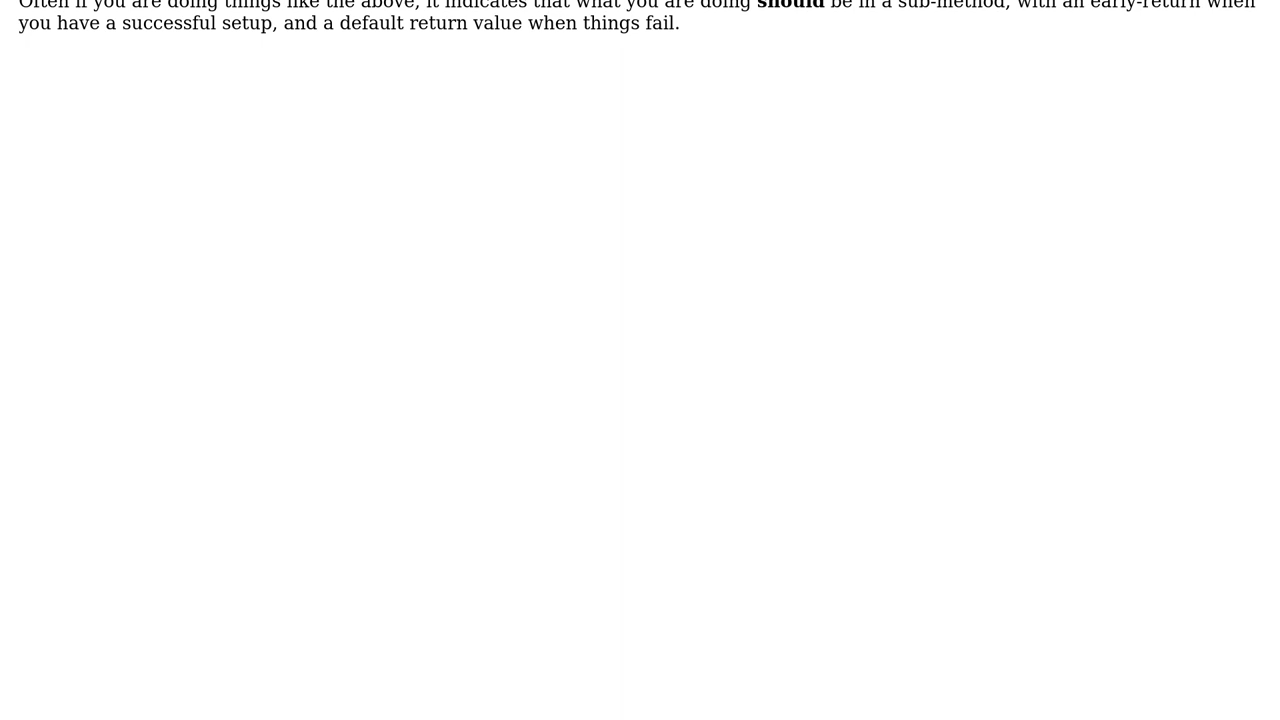 Often if you are doing things like the above, it indicates that what you are doing should be in a sub-method, with an early-return when
you have a successful setup, and a default return value when things fail.